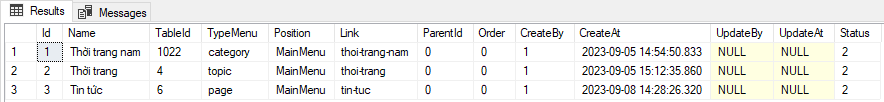 Results Messages
Id Name TableId TypeMenu Position Link ParentId Order CreateBy CreateAt UpdateBy UpdateAt Status
1 1 Thời trang nam 1022 category MainMenu thoi-trang-nam 0 0 1 2023-09-05 14:54:50.833 NULL NULL 2
2 2 Thời trang 4 topic MainMenu thoi-trang 0 0 1 2023-09-05 15:12:35.860 NULL NULL 2
3 3 Tin tức 6 page MainMenu tin-tuc 0 0 1 2023-09-08 14:28:26.320 NULL NULL 2